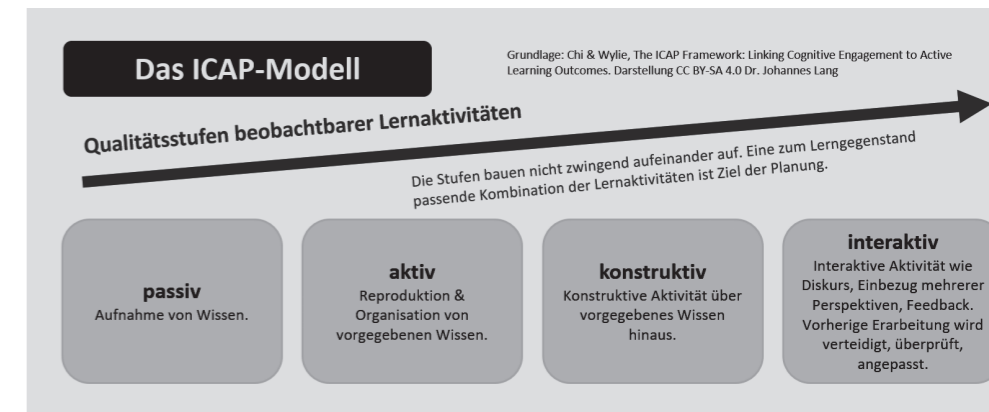 Das ICAP-Modell
Grundlage: Chi & Wylie, The ICAP Framework: Linking Cognitive Engagement to Active
Learning Outcomes. Darstellung CC BY-SA 4.0 Dr. Johannes Lang
Qualitätsstufen beobachtbarer Lernaktivitäten
Die Stufen bauen nicht zwingend aufeinander auf. Eine zum Lerngegenstand
passende Kombination der Lernaktivitäten ist Ziel der Planung.
passiv
Aufnahme von Wissen.
aktiv
Reproduktion &
Organisation von
vorgegebenen Wissen.
konstruktiv
Konstruktive Aktivität über
vorgegebenes Wissen
hinaus.
interaktiv
Interaktive Aktivität wie
Diskurs, Einbezug mehrerer
Perspektiven, Feedback.
Vorherige Erarbeitung wird
verteidigt, überprüft,
angepasst.